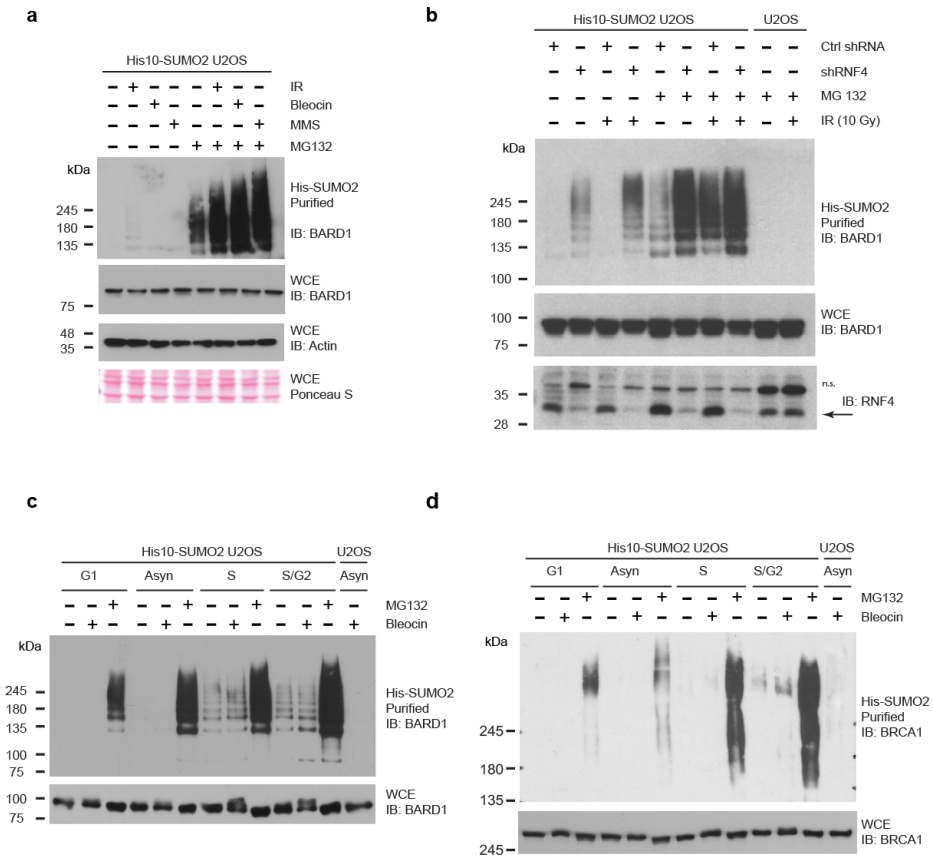 a
His10-SUMO2 U2OS
– + – – – + – – IR
– – + – – – + – Bleocin
– – – + – – – + MMS
– – – – + + + + MG132
kDa
245
180
135
His-SUMO2
Purified
IB: BARD1
75
WCE
IB: BARD1
48
35
WCE
IB: Actin
WCE
Ponceau S
b
His10-SUMO2 U2OS U2OS
+ – + – + – + – – – Ctrl shRNA
– + – + – + – + – – shRNF4
– – – – + + + + + + MG 132
– – + + – – + + – + IR (10 Gy)
kDa
245
180
135
100
His-SUMO2
Purified
IB: BARD1
100
75
WCE
IB: BARD1
35
28
n.s.
IB: RNF4
c
His10-SUMO2 U2OS U2OS
G1 Asyn S S/G2 Asyn
– – + – – + – – + – – + – MG132
– + – – + – – + – – + – + Bleocin
kDa
245
180
135
100
75
His-SUMO2
Purified
IB: BARD1
100
75
WCE
IB: BARD1
d
His10-SUMO2 U2OS U2OS
G1 Asyn S S/G2 Asyn
– – + – – + – – + – – + – MG132
– + – – + – – + – – + – + Bleocin
kDa
245
180
135
His-SUMO2
Purified
IB: BRCA1
245
WCE
IB: BRCA1